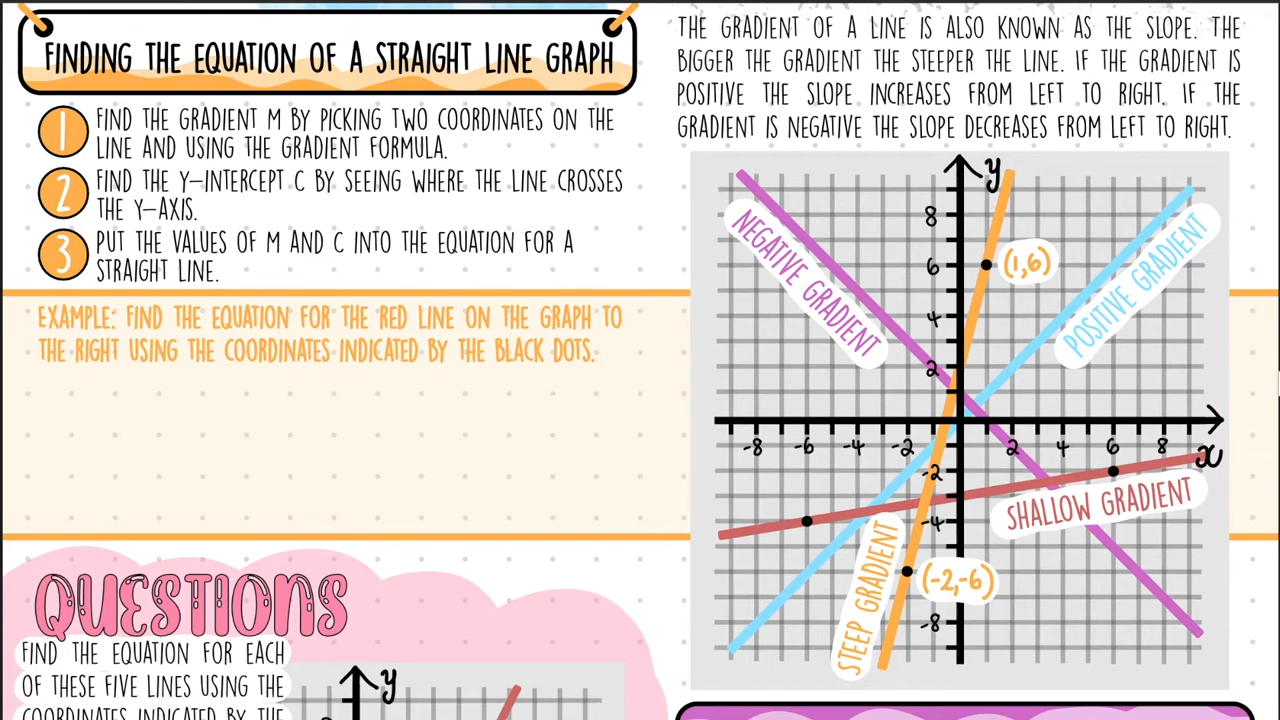 FINDING THE EQUATION OF A STRAIGHT LINE GRAPH
1 FIND THE GRADIENT M BY PICKING TWO COORDINATES ON THE
LINE AND USING THE GRADIENT FORMULA.
2 FIND THE Y-INTERCEPT C BY SEEING WHERE THE LINE CROSSES
THE Y-AXIS.
3 PUT THE VALUES OF M AND C INTO THE EQUATION FOR A
STRAIGHT LINE.
EXAMPLE: FIND THE EQUATION FOR THE RED LINE ON THE GRAPH TO
THE RIGHT USING THE COORDINATES INDICATED BY THE BLACK DOTS.
QUESTIONS
FIND THE EQUATION FOR EACH
OF THESE FIVE LINES USING THE
COORDINATES INDICATED BY THE
y
THE GRADIENT OF A LINE IS ALSO KNOWN AS THE SLOPE. THE
BIGGER THE GRADIENT THE STEEPER THE LINE. IF THE GRADIENT IS
POSITIVE THE SLOPE INCREASES FROM LEFT TO RIGHT. IF THE
GRADIENT IS NEGATIVE THE SLOPE DECREASES FROM LEFT TO RIGHT.
y
8
6
4
2
-8 -6 -4 -2 2 4 6 8
x
-2
-4
-8
NEGATIVE GRADIENT
POSITIVE GRADIENT
(1,6)
SHALLOW GRADIENT
STEEP GRADIENT
(-2,-6)